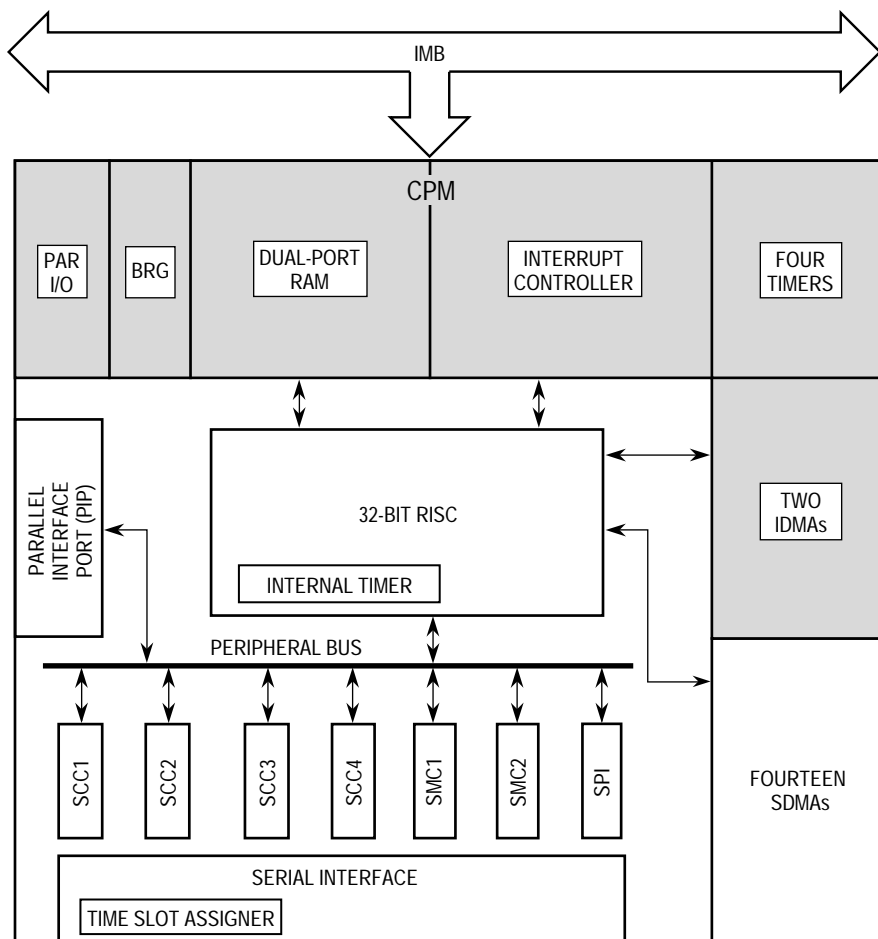 IMB
CPM
PAR
I/O
BRG
DUAL-PORT
RAM
INTERRUPT
CONTROLLER
FOUR
TIMERS
PARALLEL
INTERFACE
PORT (PIP)
32-BIT RISC
INTERNAL TIMER
TWO
IDMAs
PERIPHERAL BUS
SCC1
SCC2
SCC3
SCC4
SMC1
SMC2
SPI
FOURTEEN
SDMAs
SERIAL INTERFACE
TIME SLOT ASSIGNER